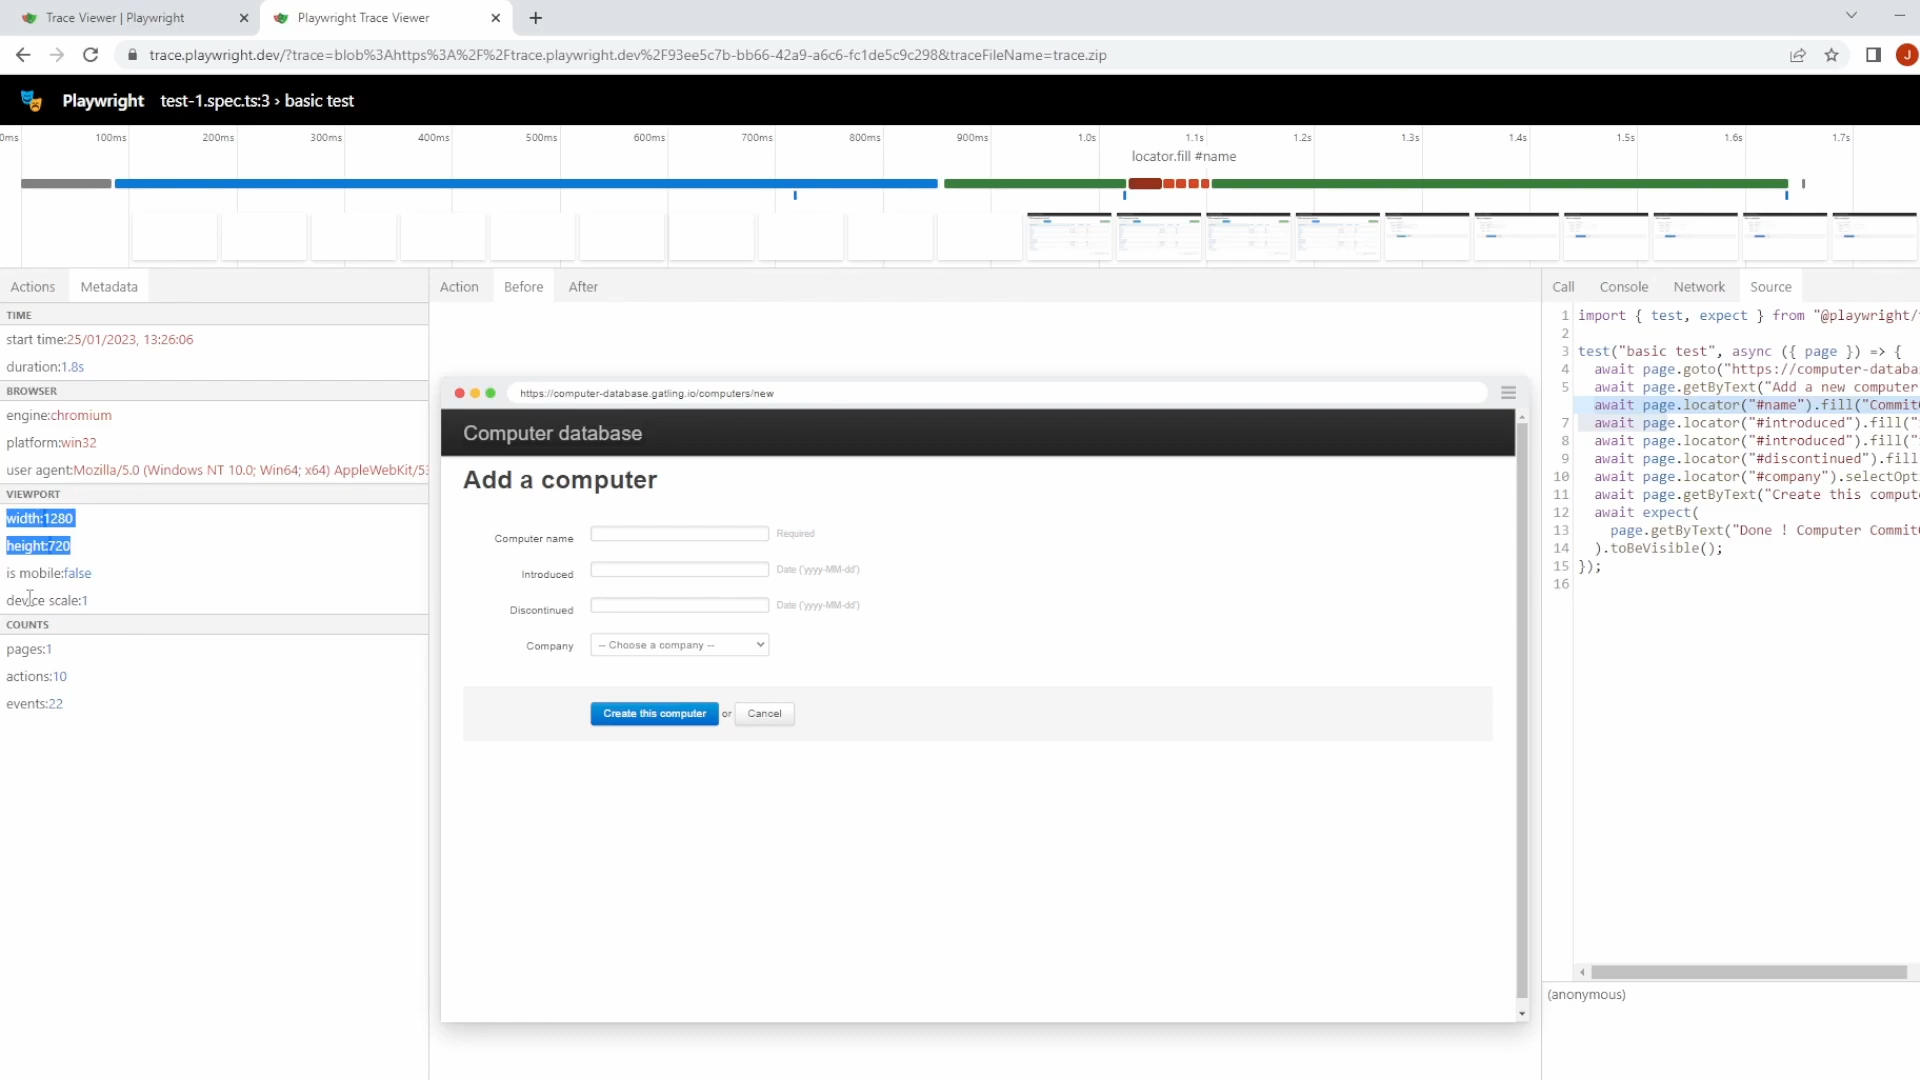 Trace Viewer | Playwright
Playwright Trace Viewer
trace.playwright.dev/?trace=blob%3Ahttps%3A%2F%2Ftrace.playwright.dev%2F93ee5c7b-bb66-42a9-a6c6-fc1de5c9c298&traceFileName=trace.zip
J
Playwright test-1.spec.ts:3 › basic test
0ms 100ms 200ms 300ms 400ms 500ms 600ms 700ms 800ms 900ms 1.0s 1.1s 1.2s 1.3s 1.4s 1.5s 1.6s 1.7s
locator.fill #name
Actions Metadata
TIME
start time:25/01/2023, 13:26:06
duration:1.8s
BROWSER
engine:chromium
platform:win32
user agent:Mozilla/5.0 (Windows NT 10.0; Win64; x64) AppleWebKit/53
VIEWPORT
width:1280
height:720
is mobile:false
device scale:1
COUNTS
pages:1
actions:10
events:22
Action Before After
https://computer-database.gatling.io/computers/new
Computer database
Add a computer
Computer name Required
Introduced Date ('yyyy-MM-dd')
Discontinued Date ('yyyy-MM-dd')
Company -- Choose a company --
Create this computer or Cancel
Call Console Network Source
1 import { test, expect } from "@playwright/
2
3 test("basic test", async ({ page }) => {
4 await page.goto("https://computer-databa
5 await page.getByText("Add a new computer
await page.locator("#name").fill("Commit
7 await page.locator("#introduced").fill("
8 await page.locator("#introduced").fill("
9 await page.locator("#discontinued").fill
10 await page.locator("#company").selectOpt
11 await page.getByText("Create this comput
12 await expect(
13 page.getByText("Done ! Computer Commit
14 ).toBeVisible();
15 });
16
(anonymous)